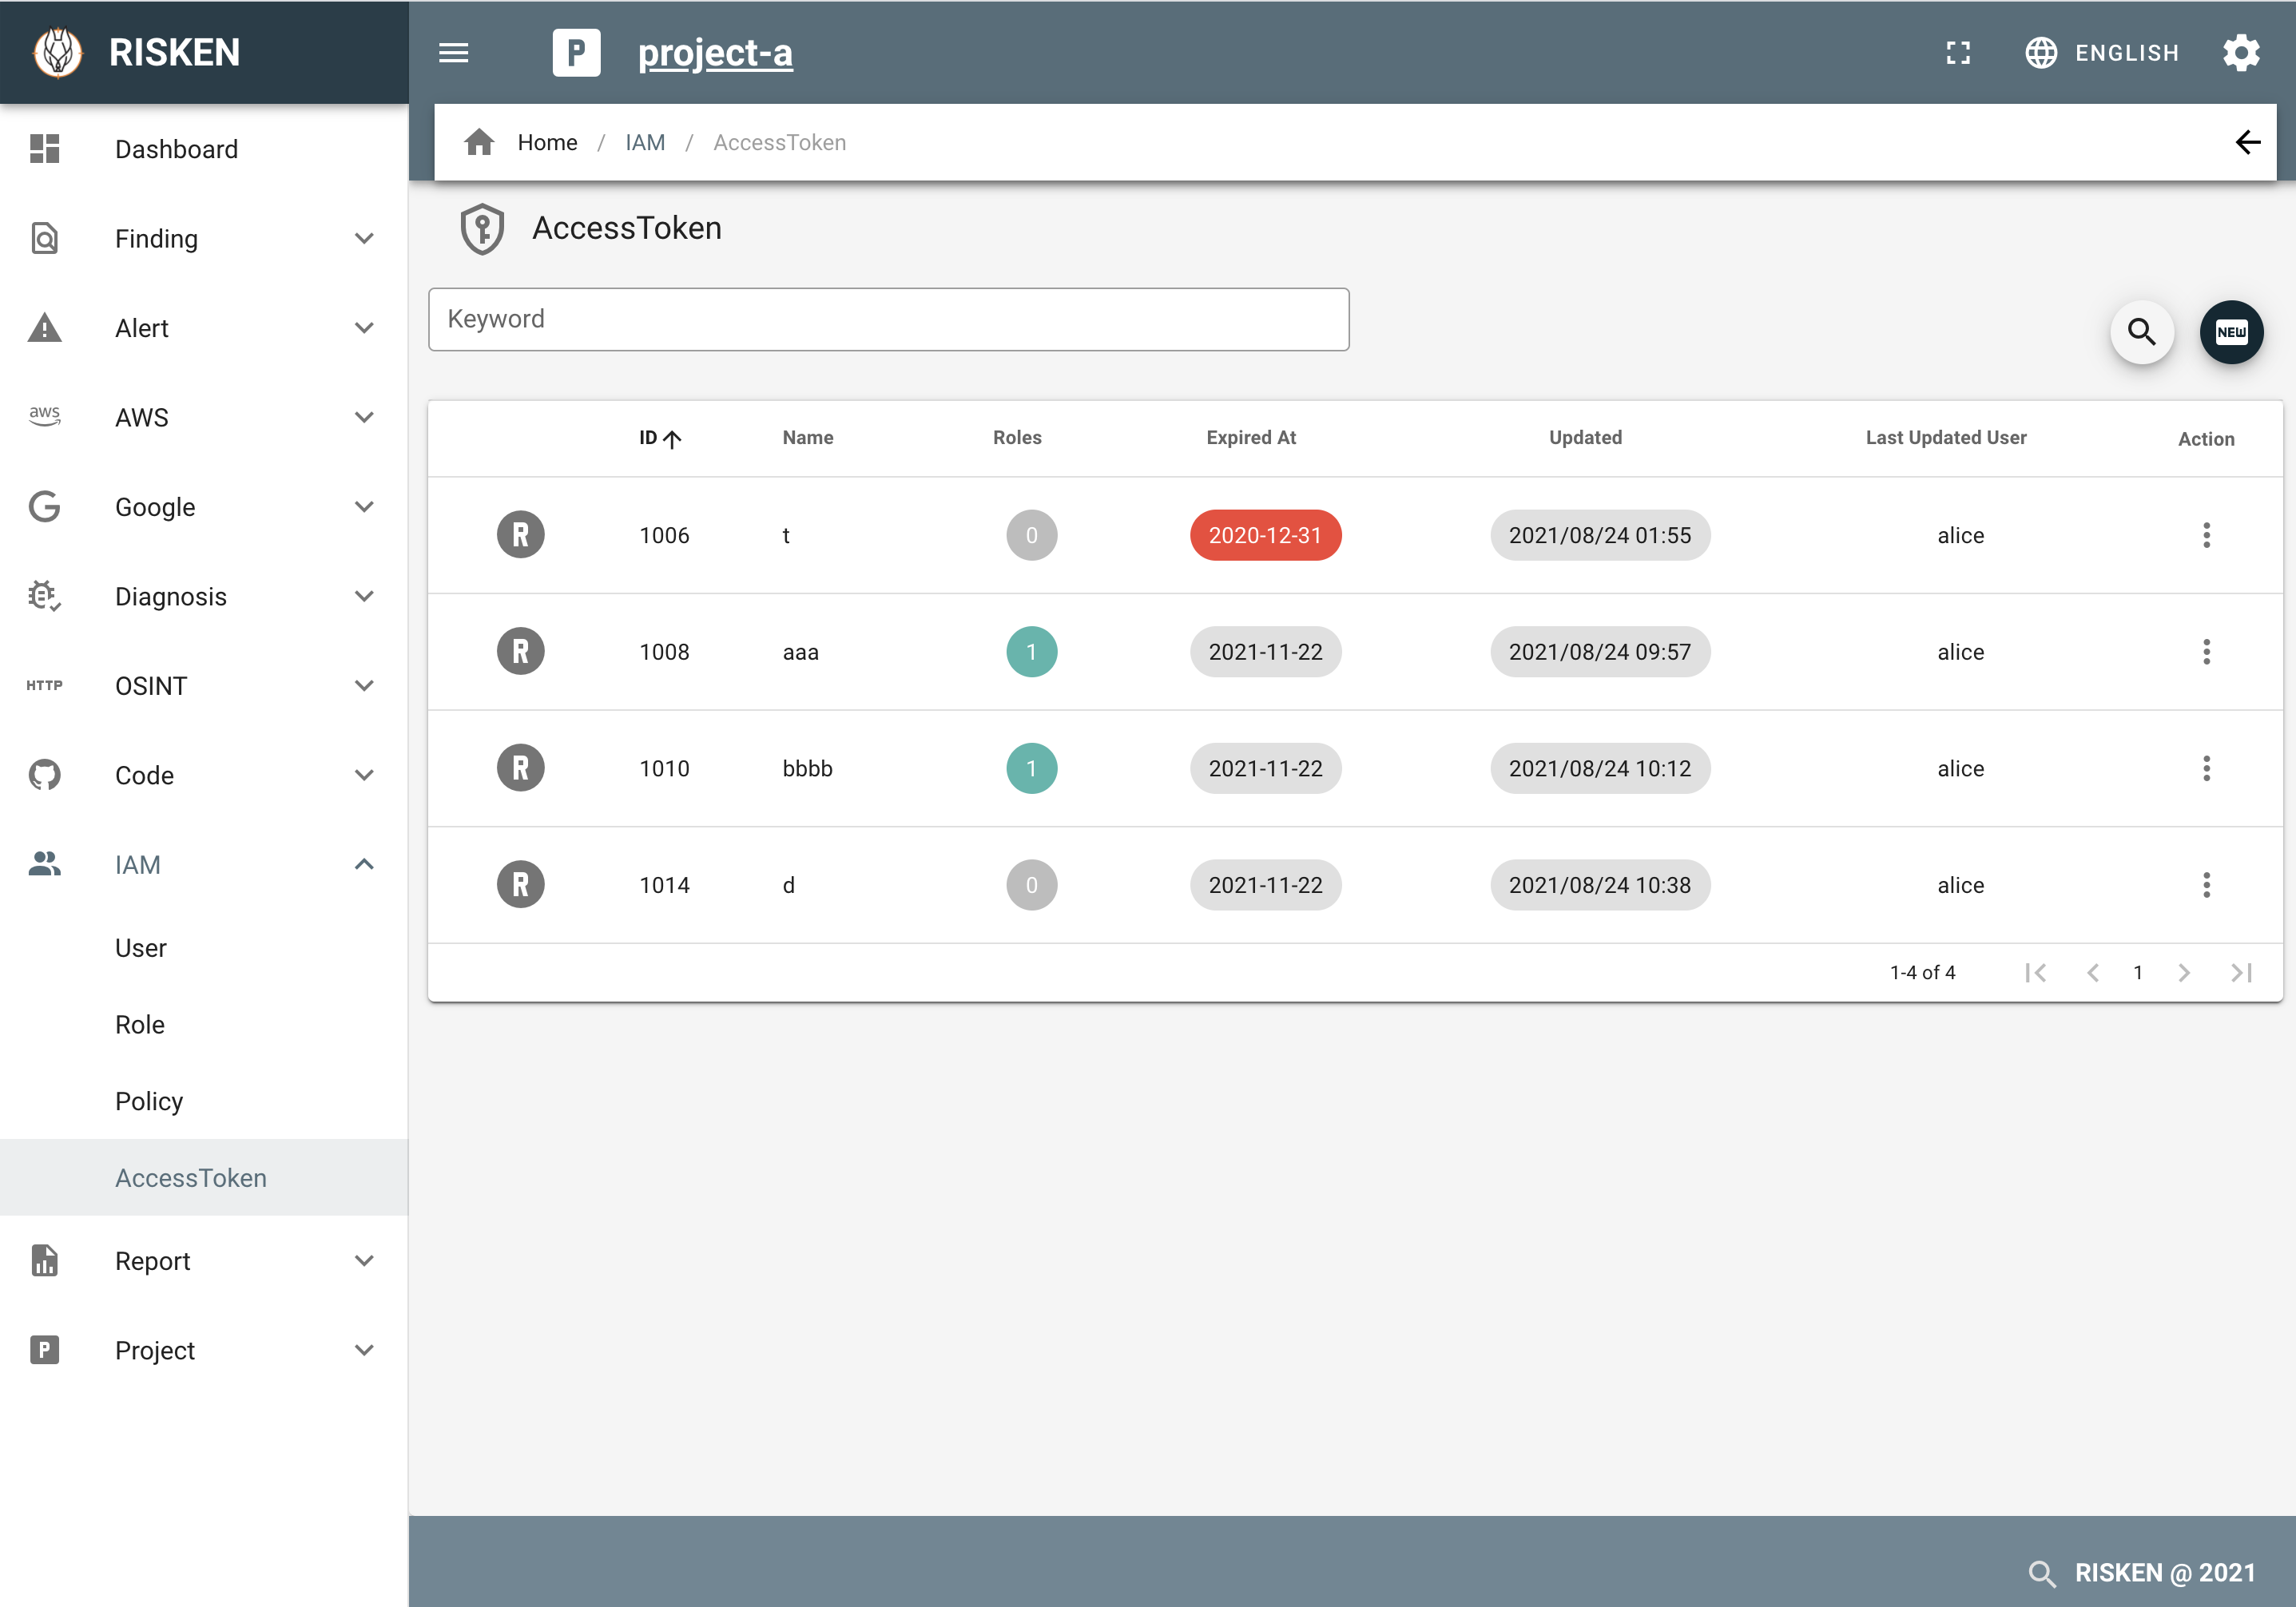 RISKEN
P project-a
ENGLISH
Home / IAM / AccessToken
Dashboard
Finding
Alert
aws AWS
G Google
Diagnosis
HTTP OSINT
Code
IAM
User
Role
Policy
AccessToken
Report
P Project
AccessToken
Keyword
NEW
ID Name Roles Expired At Updated Last Updated User Action
R 1006 t 0 2020-12-31 2021/08/24 01:55 alice
R 1008 aaa 1 2021-11-22 2021/08/24 09:57 alice
R 1010 bbbb 1 2021-11-22 2021/08/24 10:12 alice
R 1014 d 0 2021-11-22 2021/08/24 10:38 alice
1-4 of 4 1
RISKEN @ 2021